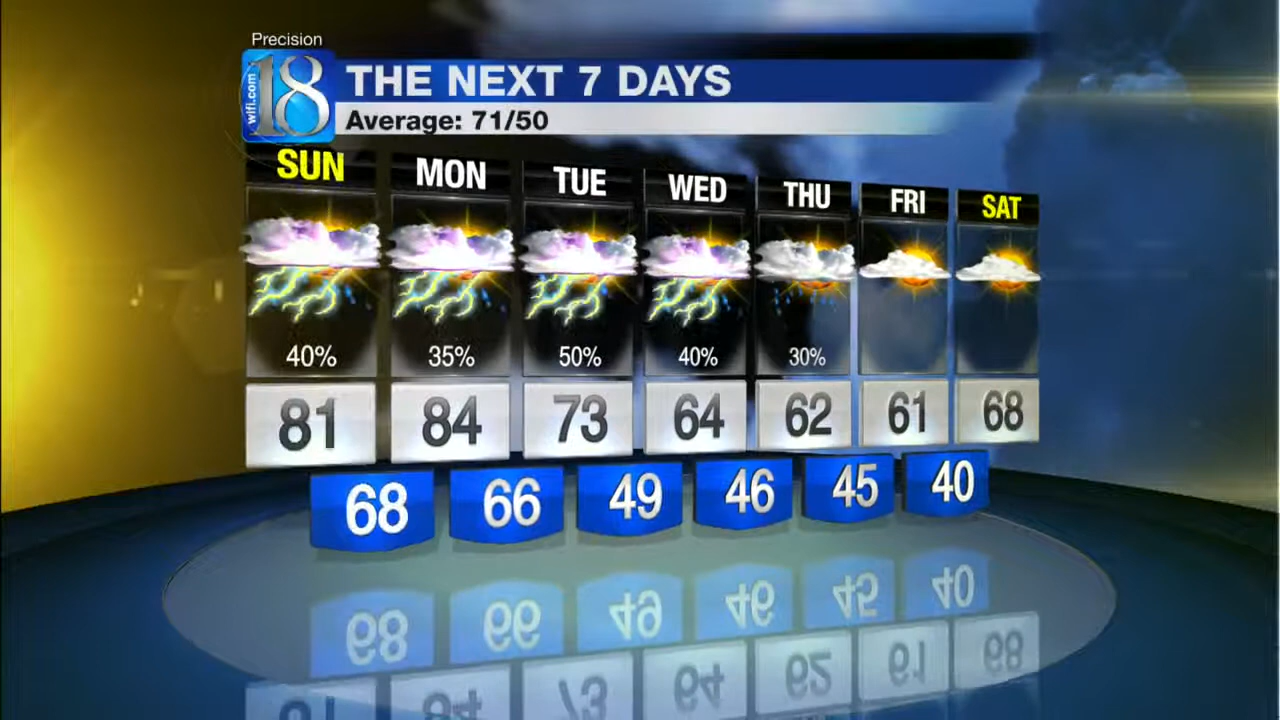 Precision
wlfi.com
18
THE NEXT 7 DAYS
Average: 71/50
SUN MON TUE WED THU FRI SAT
40% 35% 50% 40% 30%
81 84 73 64 62 61 68
68 66 49 46 45 40